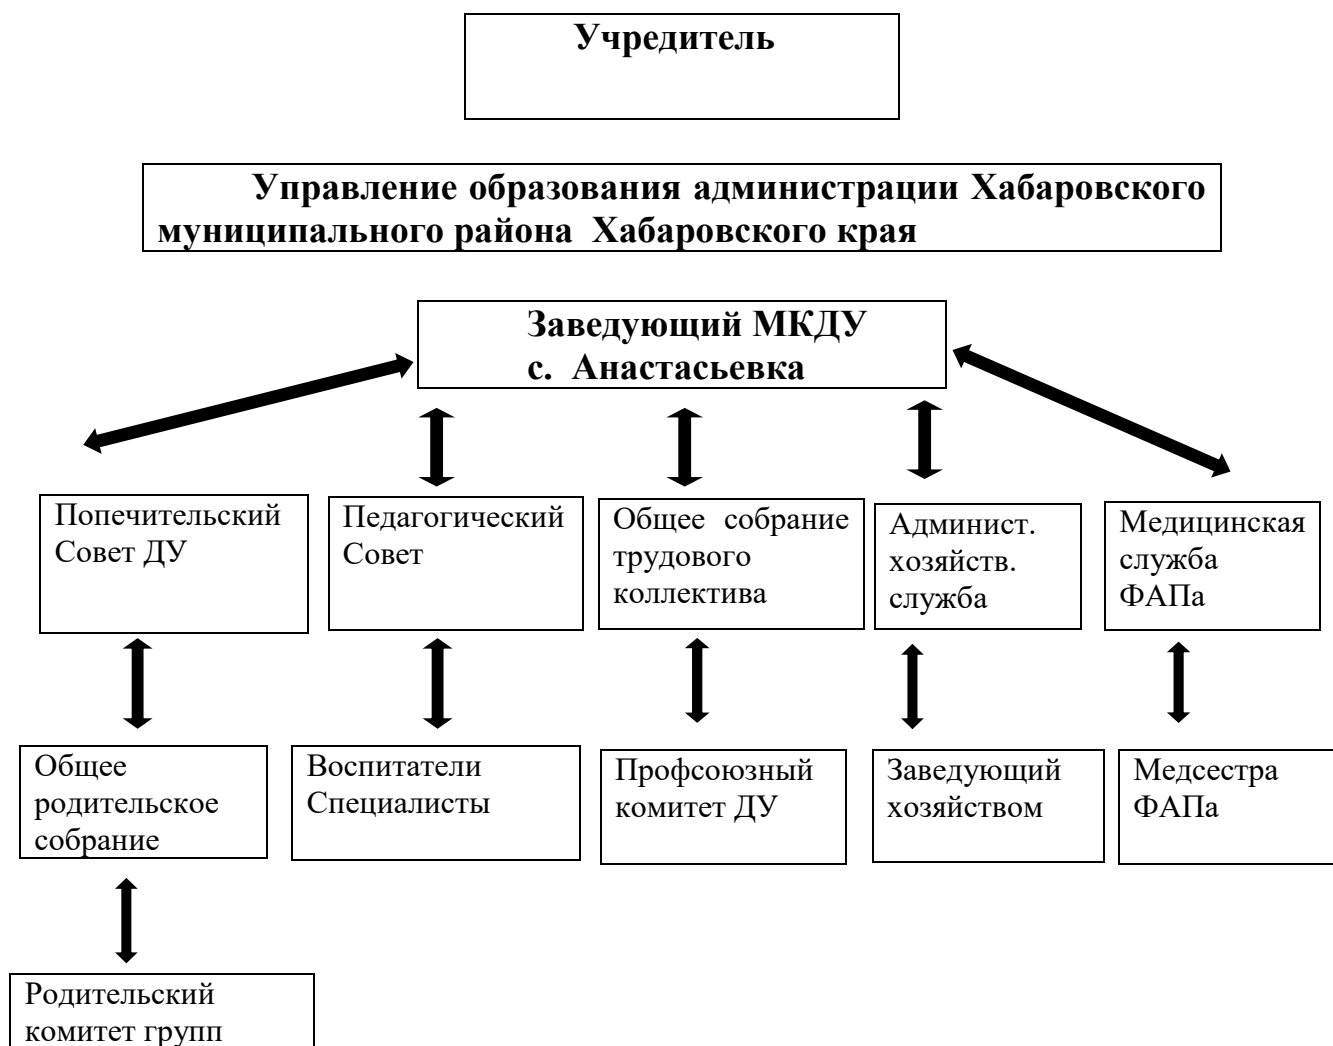 Учредитель
Управление образования администрации Хабаровского
муниципального района Хабаровского края
Заведующий МКДУ
с. Анастасьевка
Попечительский
Совет ДУ
Педагогический
Совет
Общее собрание
трудового
коллектива
Админист.
хозяйств.
служба
Медицинская
служба
ФАПа
Общее
родительское
собрание
Воспитатели
Специалисты
Профсоюзный
комитет ДУ
Заведующий
хозяйством
Медсестра
ФАПа
Родительский
комитет групп